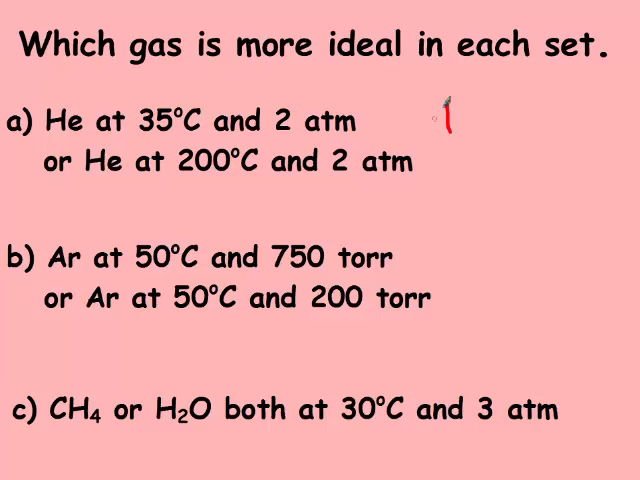 Which gas is more ideal in each set.
a) He at 35°C and 2 atm
or He at 200°C and 2 atm
b) Ar at 50°C and 750 torr
or Ar at 50°C and 200 torr
c) CH₄ or H₂O both at 30°C and 3 atm